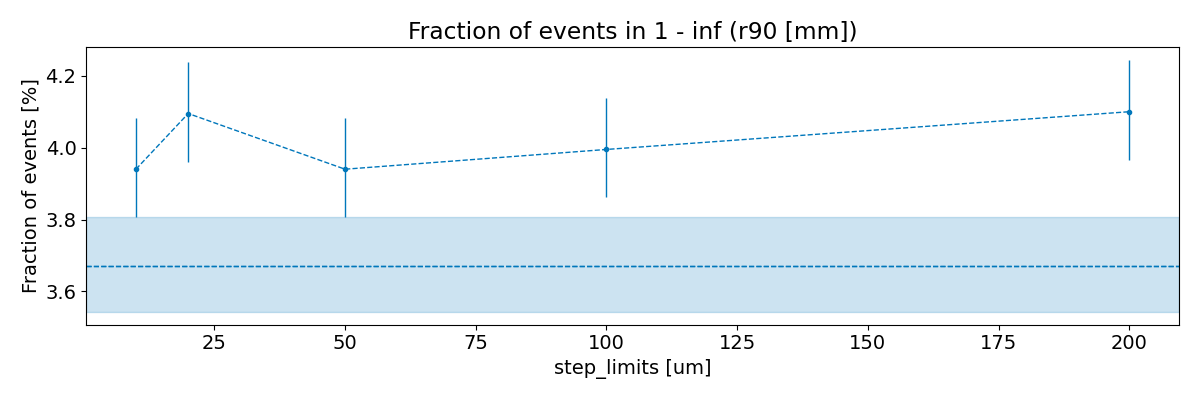 Fraction of events in 1 - inf (r90 [mm])
Fraction of events [%]
4.2
4.0
3.8
3.6
25 50 75 100 125 150 175 200
step_limits [um]